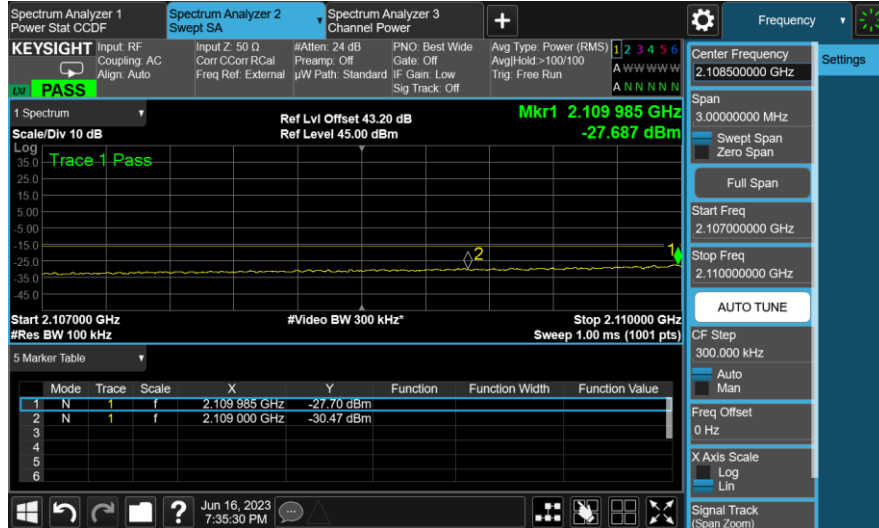 Spectrum Analyzer 1
Power Stat CCDF
Spectrum Analyzer 2
Swept SA
Spectrum Analyzer 3
Channel Power
Frequency
KEYSIGHT
PASS
Input: RF
Coupling: AC
Align: Auto
Input Z: 50 Ω
Corr CCorr RCal
Freq Ref: External
#Atten: 24 dB
Preamp: Off
µW Path: Standard
PNO: Best Wide
Gate: Off
IF Gain: Low
Sig Track: Off
Avg Type: Power (RMS)
Avg|Hold:>100/100
Trig: Free Run
1 2 3 4 5 6
A W W W W W
A N N N N N
1 Spectrum
Scale/Div 10 dB
Ref Lvl Offset 43.20 dB
Ref Level 45.00 dBm
Mkr1 2.109 985 GHz
-27.687 dBm
Log
Trace 1 Pass
35.0
25.0
15.0
5.00
-5.00
-15.0
-25.0
-35.0
-45.0
2
1
Start 2.107000 GHz
#Res BW 100 kHz
#Video BW 300 kHz*
Stop 2.110000 GHz
Sweep 1.00 ms (1001 pts)
5 Marker Table
Mode Trace Scale X Y Function Function Width Function Value
1 N 1 f 2.109 985 GHz -27.70 dBm
2 N 1 f 2.109 000 GHz -30.47 dBm
3
4
5
6
Jun 16, 2023
7:35:30 PM
Center Frequency
2.108500000 GHz
Settings
Span
3.00000000 MHz
Swept Span
Zero Span
Full Span
Start Freq
2.107000000 GHz
Stop Freq
2.110000000 GHz
AUTO TUNE
CF Step
300.000 kHz
Auto
Man
Freq Offset
0 Hz
X Axis Scale
Log
Lin
Signal Track
(Span Zoom)